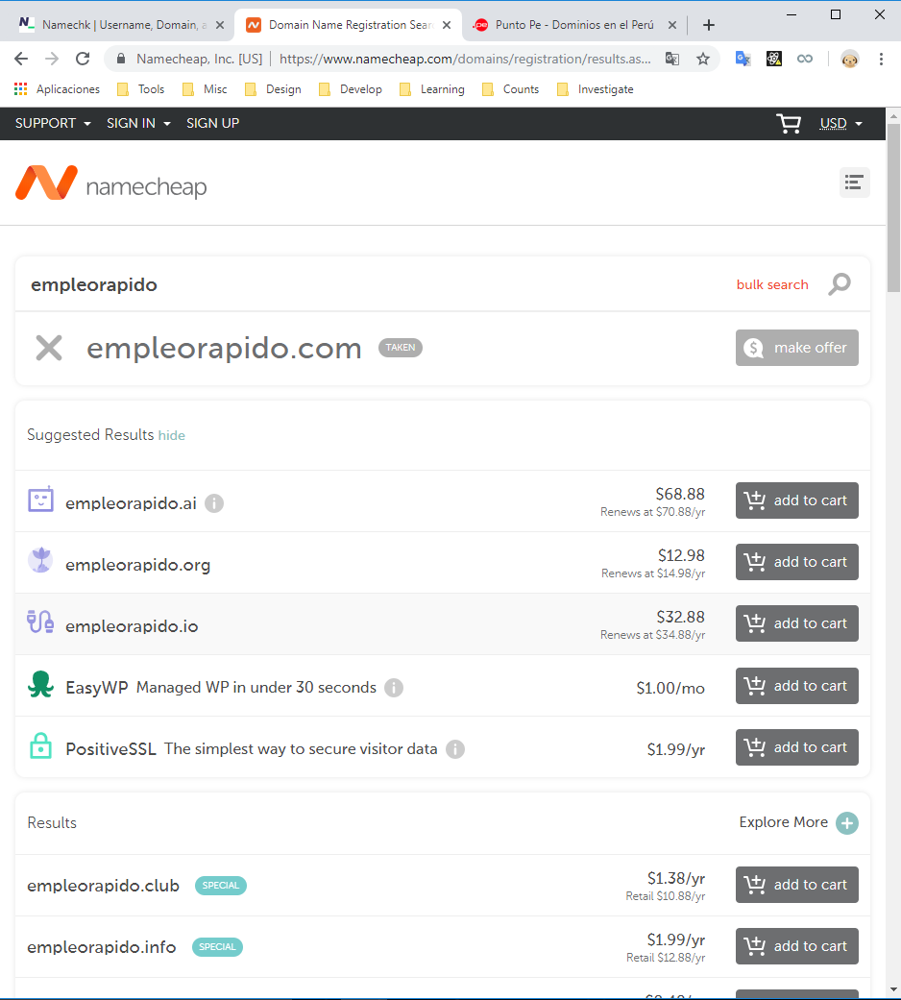 Namechk | Username, Domain, a
Domain Name Registration Sear
Punto Pe - Dominios en el Perú
Namecheap, Inc. [US] | https://www.namecheap.com/domains/registration/results.as...
Aplicaciones Tools Misc Design Develop Learning Counts Investigate
SUPPORT SIGN IN SIGN UP USD
namecheap
empleorapido bulk search
empleorapido.com TAKEN make offer
Suggested Results hide
empleorapido.ai $68.88 add to cart
Renews at $70.88/yr
empleorapido.org $12.98 add to cart
Renews at $14.98/yr
empleorapido.io $32.88 add to cart
Renews at $34.88/yr
EasyWP Managed WP in under 30 seconds $1.00/mo add to cart
PositiveSSL The simplest way to secure visitor data $1.99/yr add to cart
Results Explore More
empleorapido.club SPECIAL $1.38/yr add to cart
Retail $10.88/yr
empleorapido.info SPECIAL $1.99/yr add to cart
Retail $12.88/yr